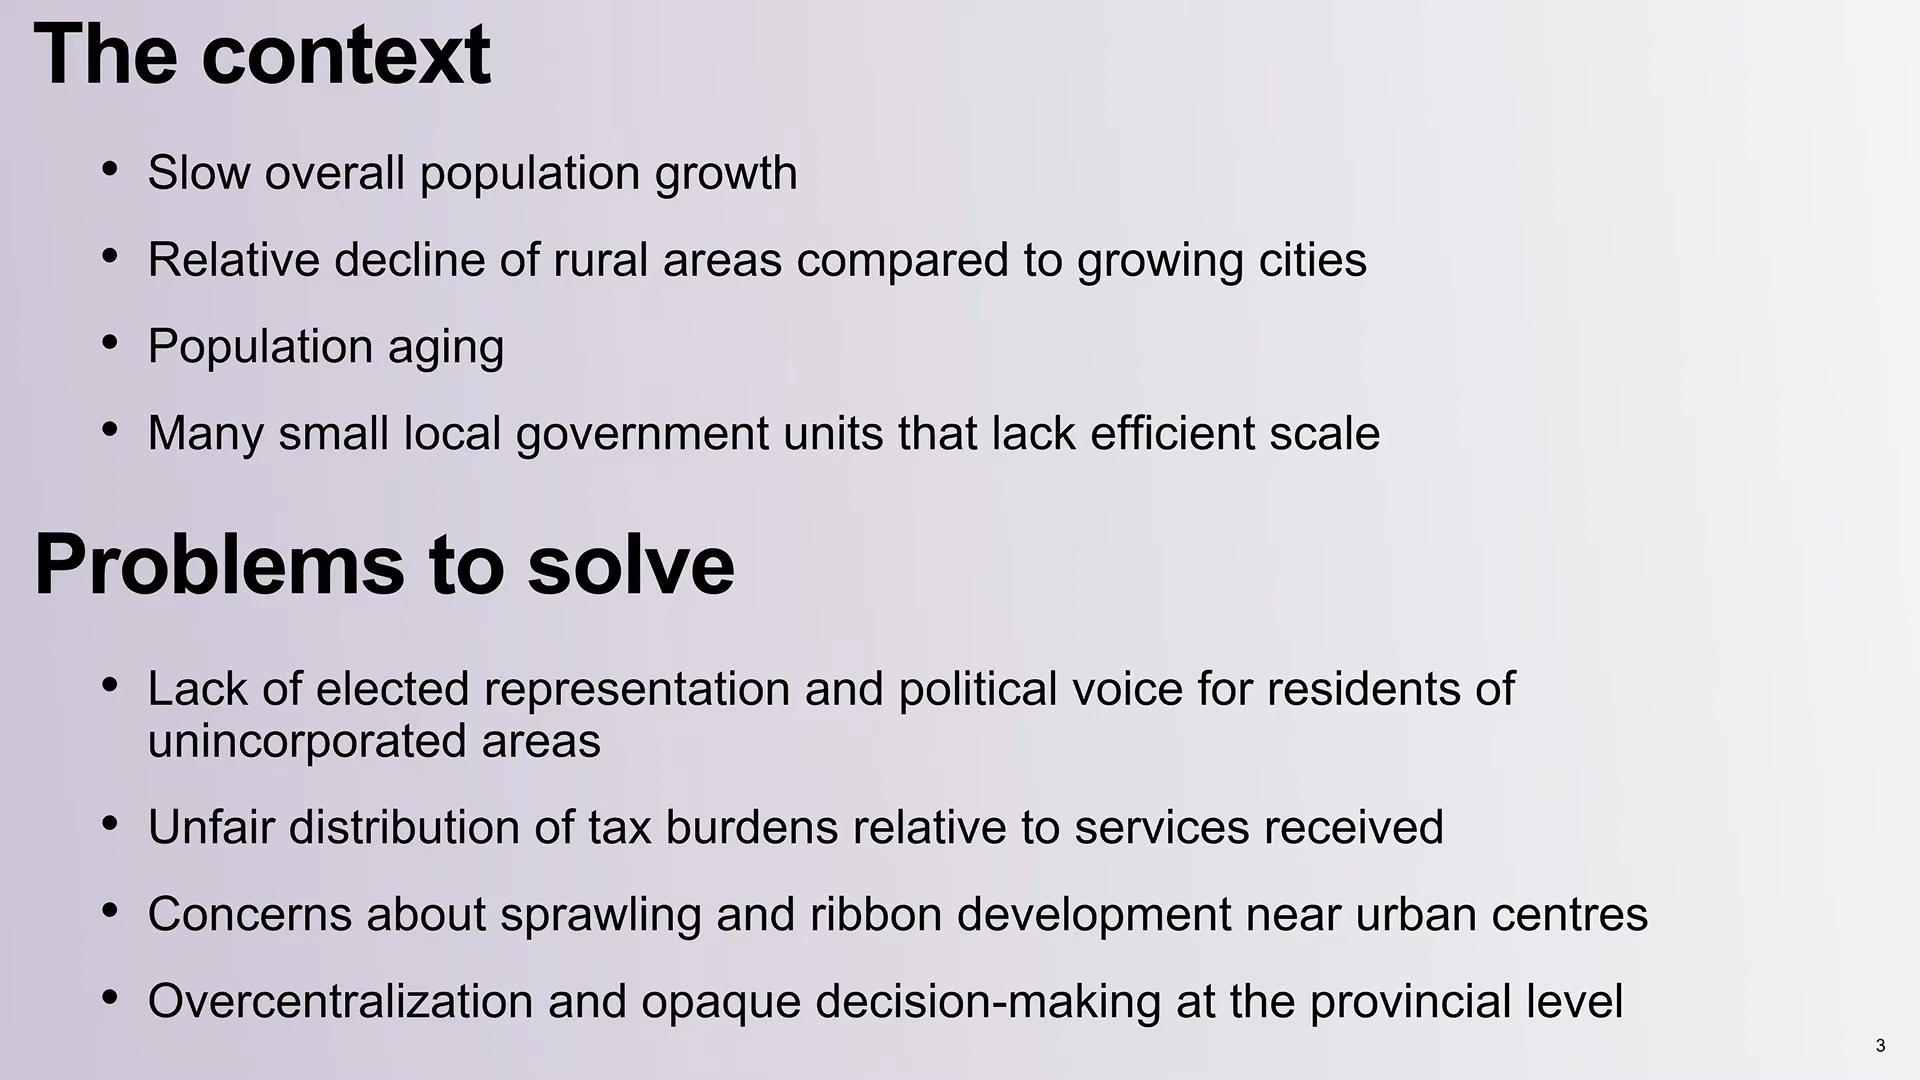 The context
• Slow overall population growth
• Relative decline of rural areas compared to growing cities
• Population aging
• Many small local government units that lack efficient scale
Problems to solve
• Lack of elected representation and political voice for residents of
unincorporated areas
• Unfair distribution of tax burdens relative to services received
• Concerns about sprawling and ribbon development near urban centres
• Overcentralization and opaque decision-making at the provincial level
3